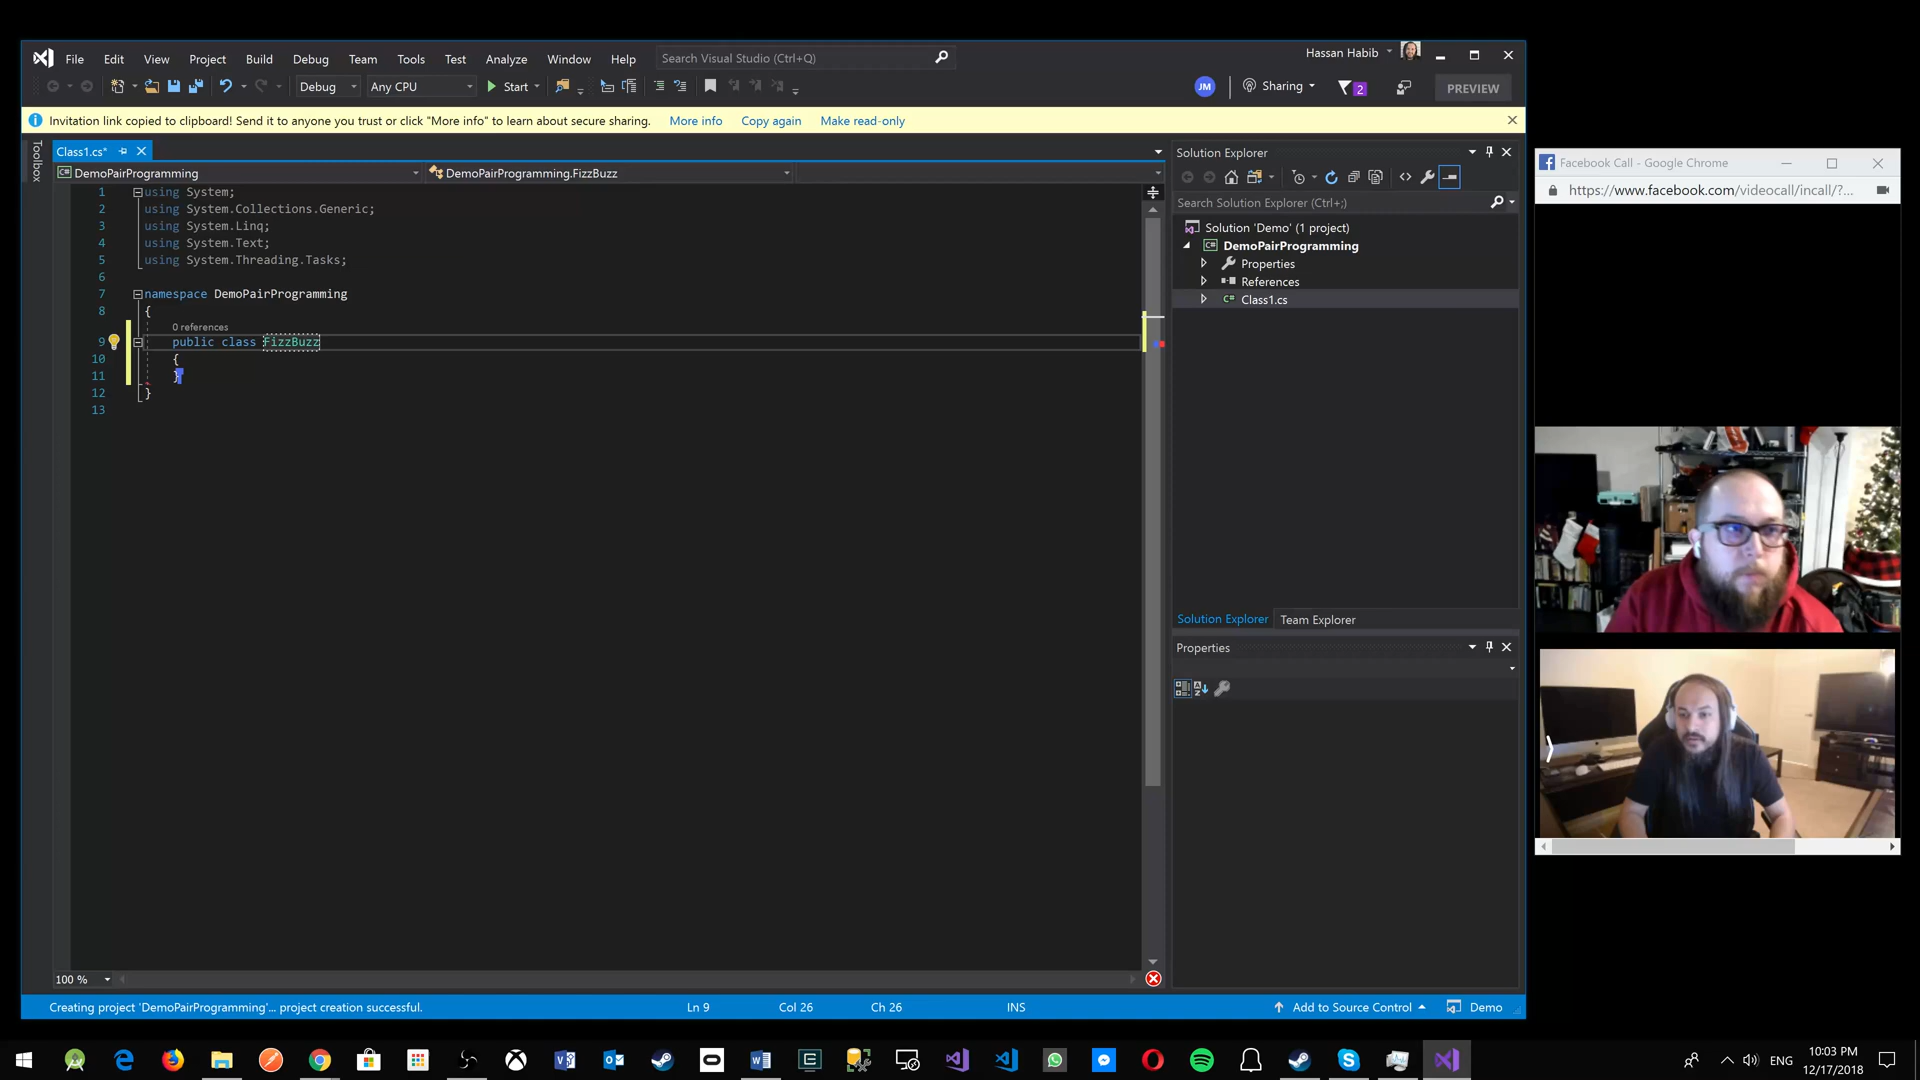 File Edit View Project Build Debug Team Tools Test Analyze Window Help Search Visual Studio (Ctrl+Q) Hassan Habib
Debug Any CPU Start JM Sharing 2 PREVIEW
Invitation link copied to clipboard! Send it to anyone you trust or click "More info" to learn about secure sharing. More info Copy again Make read-only
Toolbox
Class1.cs*
DemoPairProgramming DemoPairProgramming.FizzBuzz
1 using System;
2 using System.Collections.Generic;
3 using System.Linq;
4 using System.Text;
5 using System.Threading.Tasks;
6
7 namespace DemoPairProgramming
8 {
0 references
9 public class FizzBuzz
10 {
11 }
12 }
13
100 %
Solution Explorer
Search Solution Explorer (Ctrl+;)
Solution 'Demo' (1 project)
DemoPairProgramming
Properties
References
Class1.cs
Solution Explorer Team Explorer
Properties
Facebook Call - Google Chrome
https://www.facebook.com/videocall/incall/?...
Creating project 'DemoPairProgramming'... project creation successful. Ln 9 Col 26 Ch 26 INS Add to Source Control Demo
ENG
10:03 PM
12/17/2018